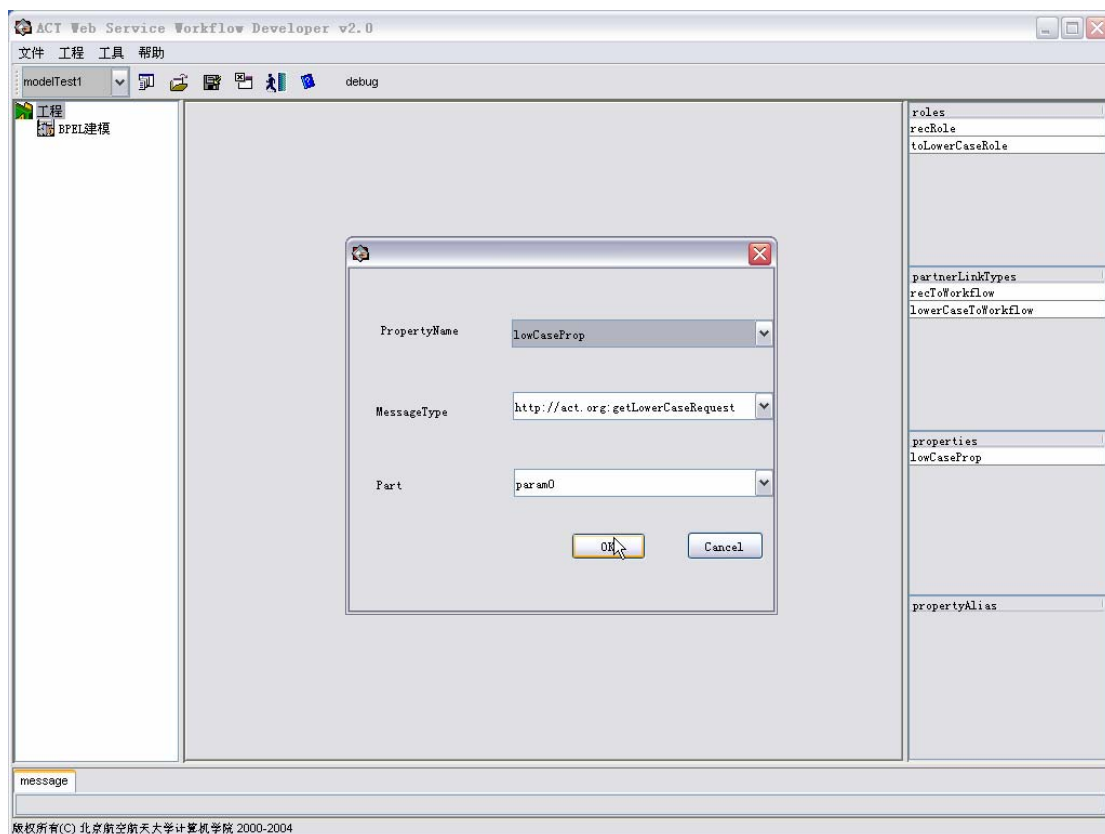 ACT Web Service Workflow Developer v2.0
文件 工程 工具 帮助
modelTest1 debug
工程
BPEL建模
PropertyName lowCaseProp
MessageType http://act.org:getLowerCaseRequest
Part param0
OK Cancel
roles
recRole
toLowerCaseRole
partnerLinkTypes
recToWorkflow
lowerCaseToWorkflow
properties
lowCaseProp
propertyAlias
message
版权所有(C) 北京航空航天大学计算机学院 2000-2004